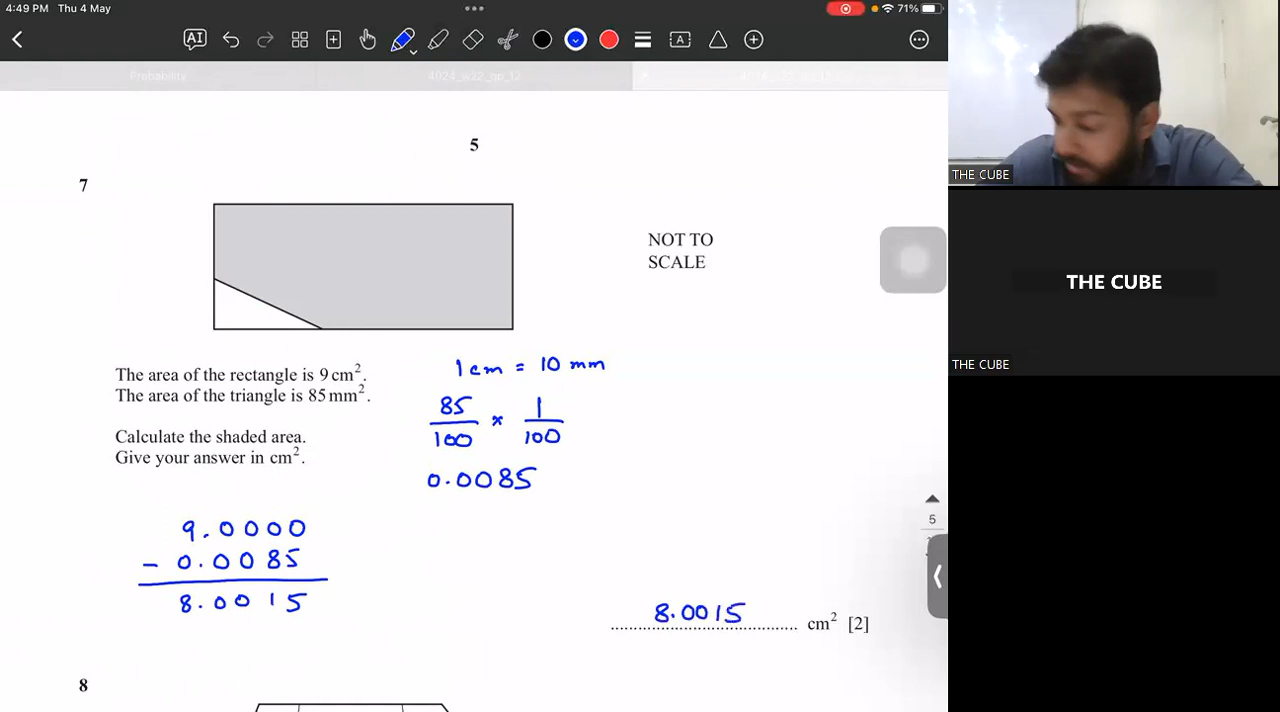 4:49 PM Thu 4 May
71%
AI
A
Probability
4024_w22_qp_12
5
7
NOT TO
SCALE
The area of the rectangle is 9 cm².
The area of the triangle is 85 mm².
Calculate the shaded area.
Give your answer in cm².
1 cm = 10 mm
85/100 × 1/100
0.0085
9.0000
- 0.0085
8.0015
8.0015 cm² [2]
5
8
THE CUBE
THE CUBE
THE CUBE